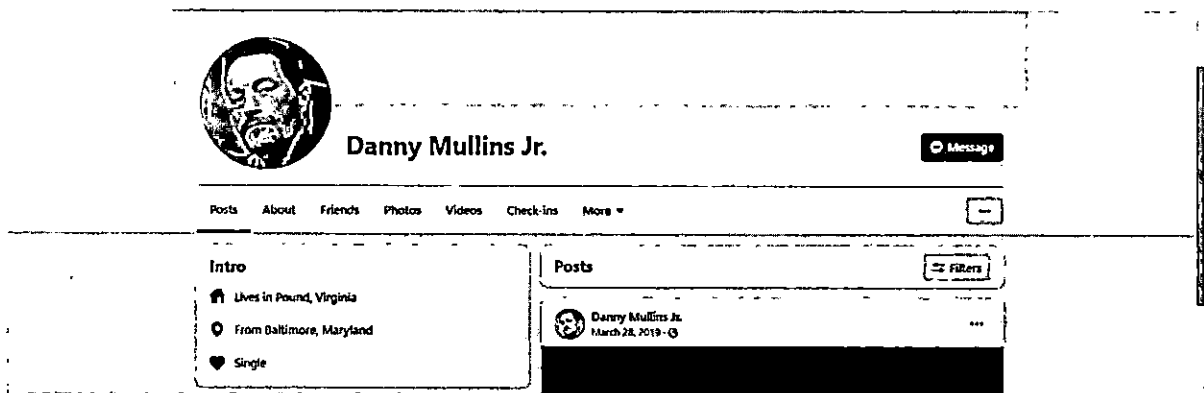 Danny Mullins Jr.
Message
Posts About Friends Photos Videos Check-ins More
Intro
Lives in Pound, Virginia
From Baltimore, Maryland
Single
Posts
Filters
Danny Mullins Jr.
March 28, 2019 ·